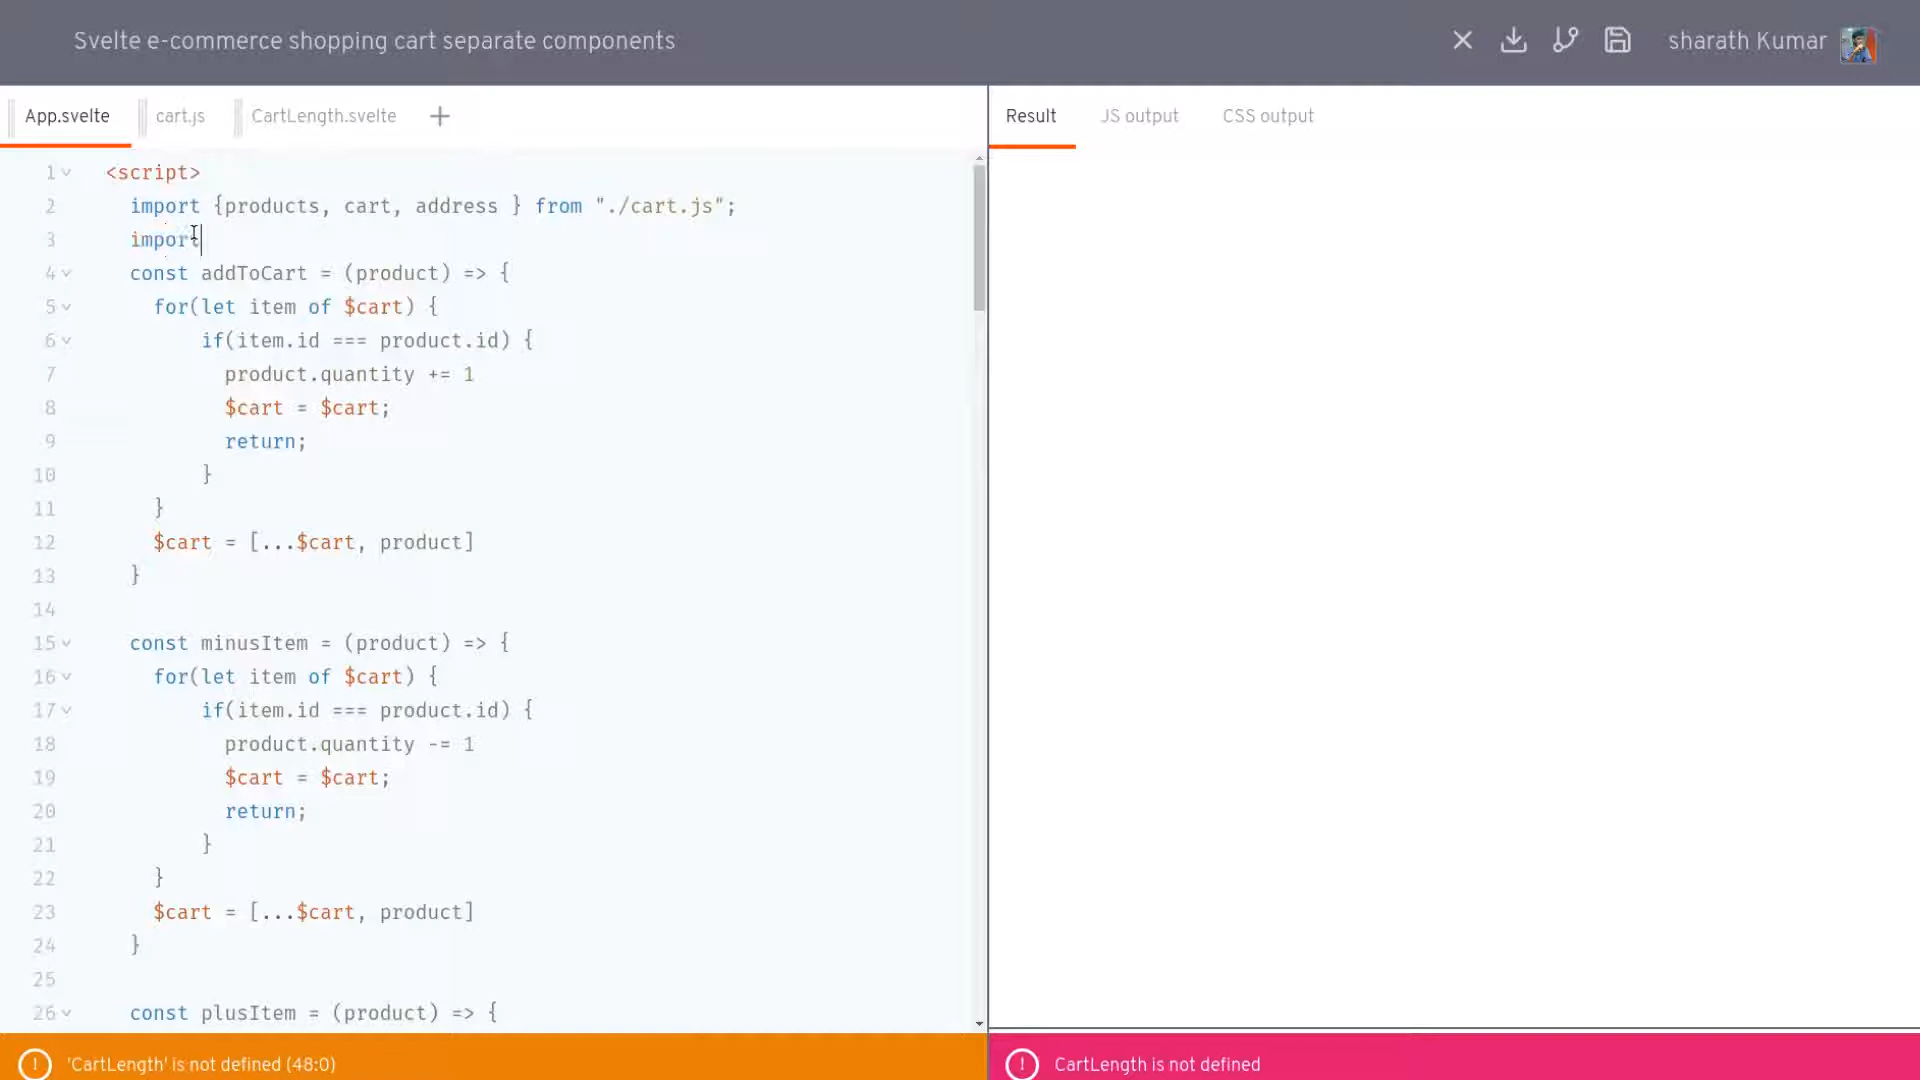 Svelte e-commerce shopping cart separate components
sharath Kumar
App.svelte
cart.js
CartLength.svelte
Result
JS output
CSS output
1 <script>
2 import {products, cart, address } from "./cart.js";
3 import
4 const addToCart = (product) => {
5 for(let item of $cart) {
6 if(item.id === product.id) {
7 product.quantity += 1
8 $cart = $cart;
9 return;
10 }
11 }
12 $cart = [...$cart, product]
13 }
14
15 const minusItem = (product) => {
16 for(let item of $cart) {
17 if(item.id === product.id) {
18 product.quantity -= 1
19 $cart = $cart;
20 return;
21 }
22 }
23 $cart = [...$cart, product]
24 }
25
26 const plusItem = (product) => {
'CartLength' is not defined (48:0)
CartLength is not defined